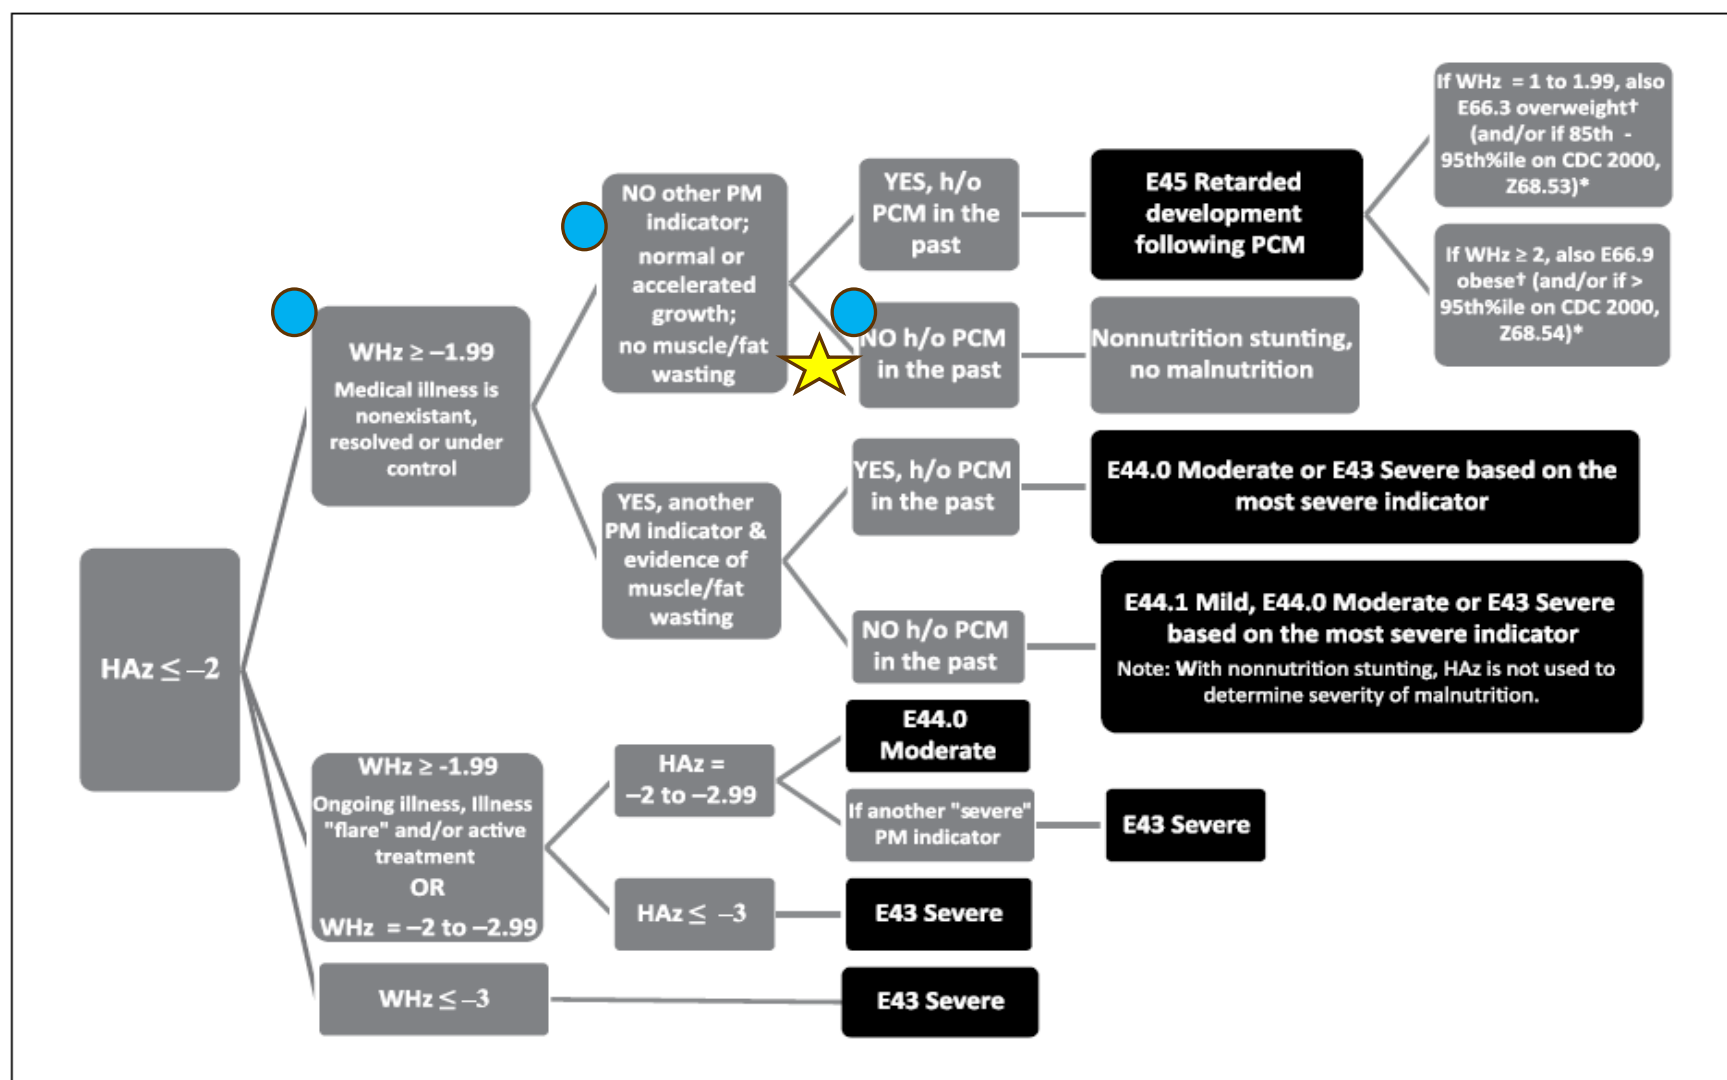 HAz ≤ –2
WHz ≥ –1.99
Medical illness is
nonexistant,
resolved or under
control
NO other PM
indicator;
normal or
accelerated
growth;
no muscle/fat
wasting
YES, h/o
PCM in the
past
E45 Retarded
development
following PCM
If WHz = 1 to 1.99, also
E66.3 overweight†
(and/or if 85th -
95th%ile on CDC 2000,
Z68.53)*
If WHz ≥ 2, also E66.9
obese† (and/or if >
95th%ile on CDC 2000,
Z68.54)*
NO h/o PCM
in the past
Nonnutrition stunting,
no malnutrition
YES, another
PM indicator &
evidence of
muscle/fat
wasting
YES, h/o PCM
in the past
E44.0 Moderate or E43 Severe based on the
most severe indicator
NO h/o PCM
in the past
E44.1 Mild, E44.0 Moderate or E43 Severe
based on the most severe indicator
Note: With nonnutrition stunting, HAz is not used to
determine severity of malnutrition.
WHz ≥ -1.99
Ongoing illness, Illness
"flare" and/or active
treatment
OR
WHz = –2 to –2.99
HAz =
–2 to –2.99
E44.0
Moderate
If another "severe"
PM indicator
E43 Severe
HAz ≤ –3
E43 Severe
WHz ≤ –3
E43 Severe